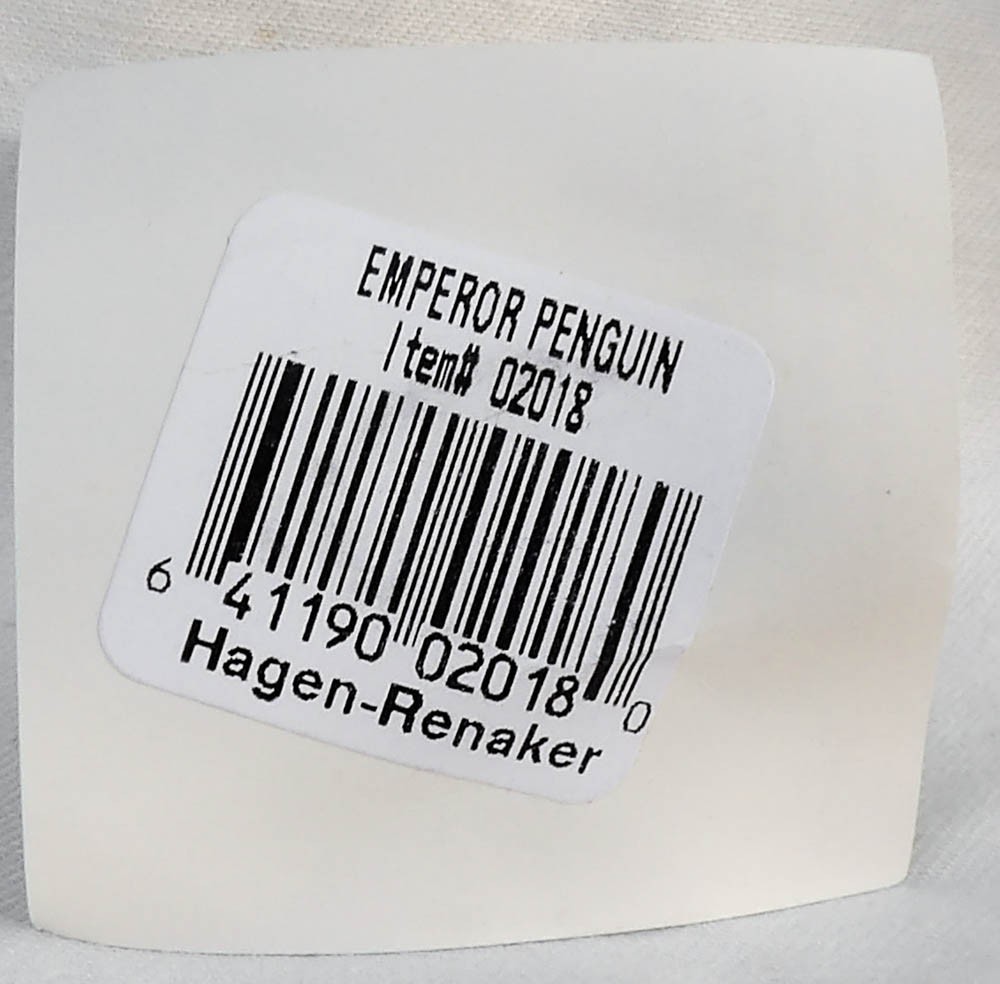 EMPEROR PENGUIN
Item# 02018
6 41190 02018 0
Hagen-Renaker